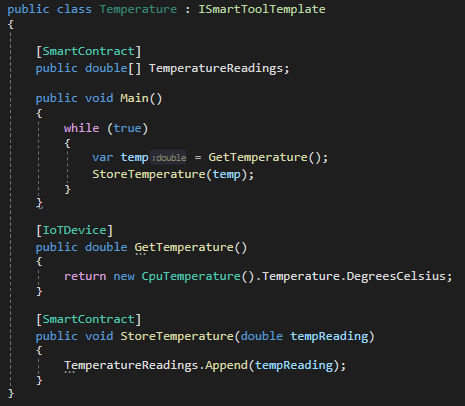 public class Temperature : ISmartToolTemplate
{
[SmartContract]
public double[] TemperatureReadings;
public void Main()
{
while (true)
{
var temp :double = GetTemperature();
StoreTemperature(temp);
}
}
[IoTDevice]
public double GetTemperature()
{
return new CpuTemperature().Temperature.DegreesCelsius;
}
[SmartContract]
public void StoreTemperature(double tempReading)
{
TemperatureReadings.Append(tempReading);
}
}